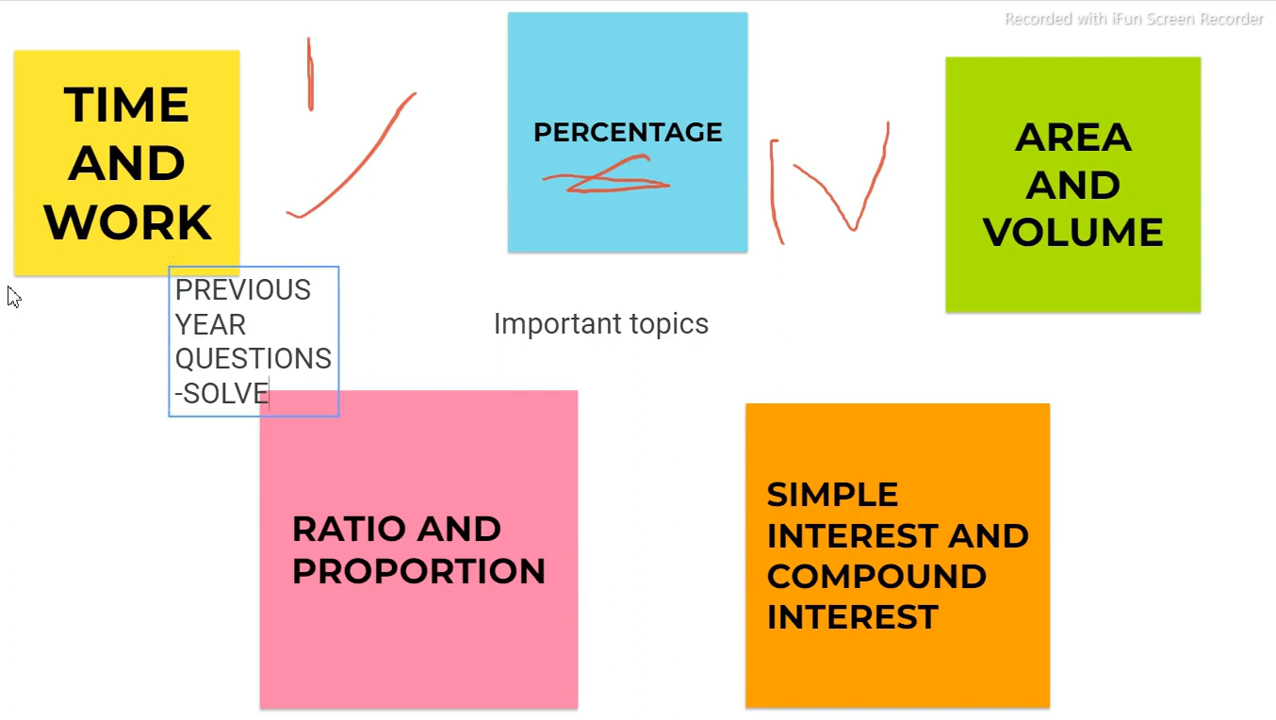 Recorded with iFun Screen Recorder
TIME
AND
WORK
PERCENTAGE
AREA
AND
VOLUME
PREVIOUS
YEAR
QUESTIONS
-SOLVE
Important topics
RATIO AND
PROPORTION
SIMPLE
INTEREST AND
COMPOUND
INTEREST